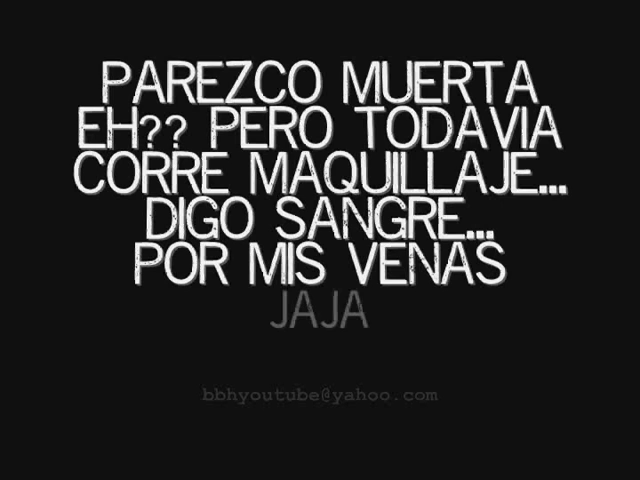 PAREZCO MUERTA
EH?? PERO TODAVIA
CORRE MAQUILLAJE...
DIGO SANGRE...
POR MIS VENAS
JAJA
bbhyoutube@yahoo.com